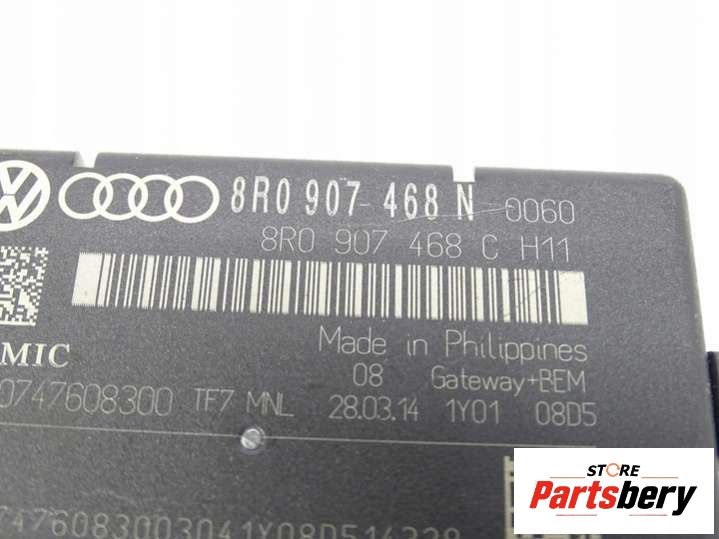 8R0 907 468 N 0060
8R0 907 468 C H11
Made in Philippines
MIC
08 Gateway+BEM
0747608300 TF7 MNL 28.03.14 1Y01 08D5
STORE
Partsbery